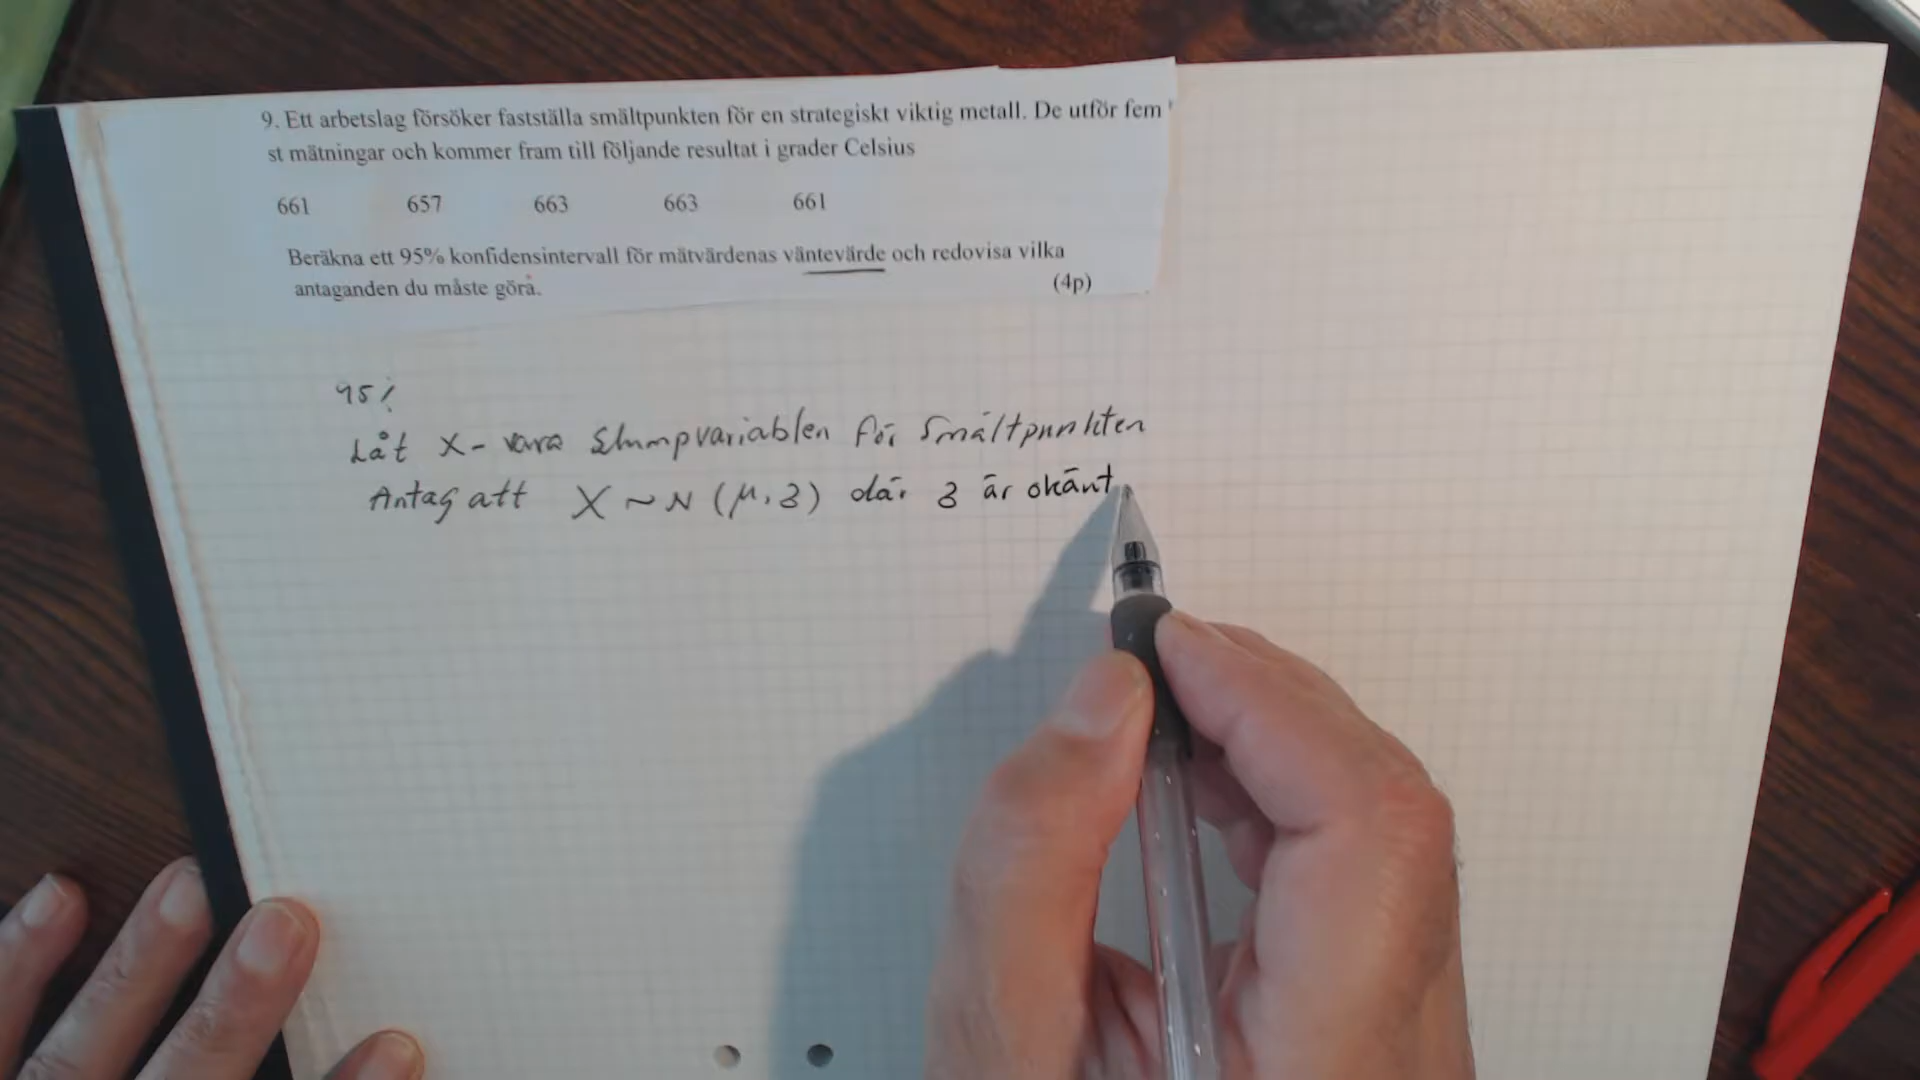 9. Ett arbetslag försöker fastställa smältpunkten för en strategiskt viktig metall. De utför fem
st mätningar och kommer fram till följande resultat i grader Celsius
661 657 663 663 661
Beräkna ett 95% konfidensintervall för mätvärdenas väntevärde och redovisa vilka
antaganden du måste göra. (4p)
95%
Låt X - vara slumpvariablen för smältpunkten
Antag att X ~ N (μ, σ) där σ är okänt